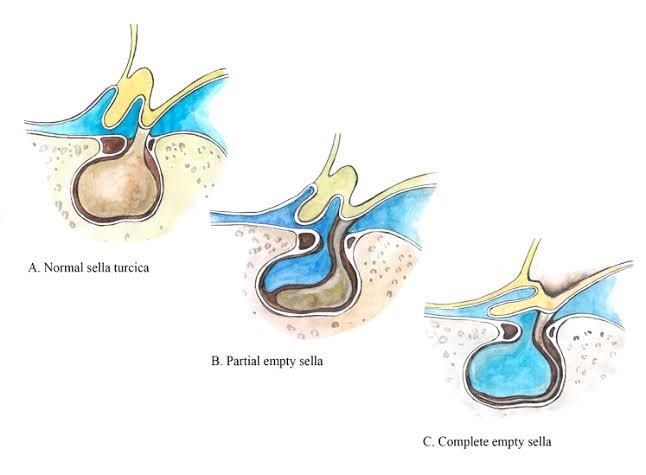 A. Normal sella turcica
B. Partial empty sella
C. Complete empty sella